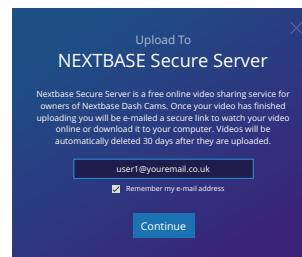 Upload To
NEXTBASE Secure Server
Nextbase Secure Server is a free online video sharing service for
owners of Nextbase Dash Cams. Once your video has finished
uploading you will be e-mailed a secure link to watch your video
online or download it to your computer. Videos will be
automatically deleted 30 days after they are uploaded.
user1@youremail.co.uk
Remember my e-mail address
Continue